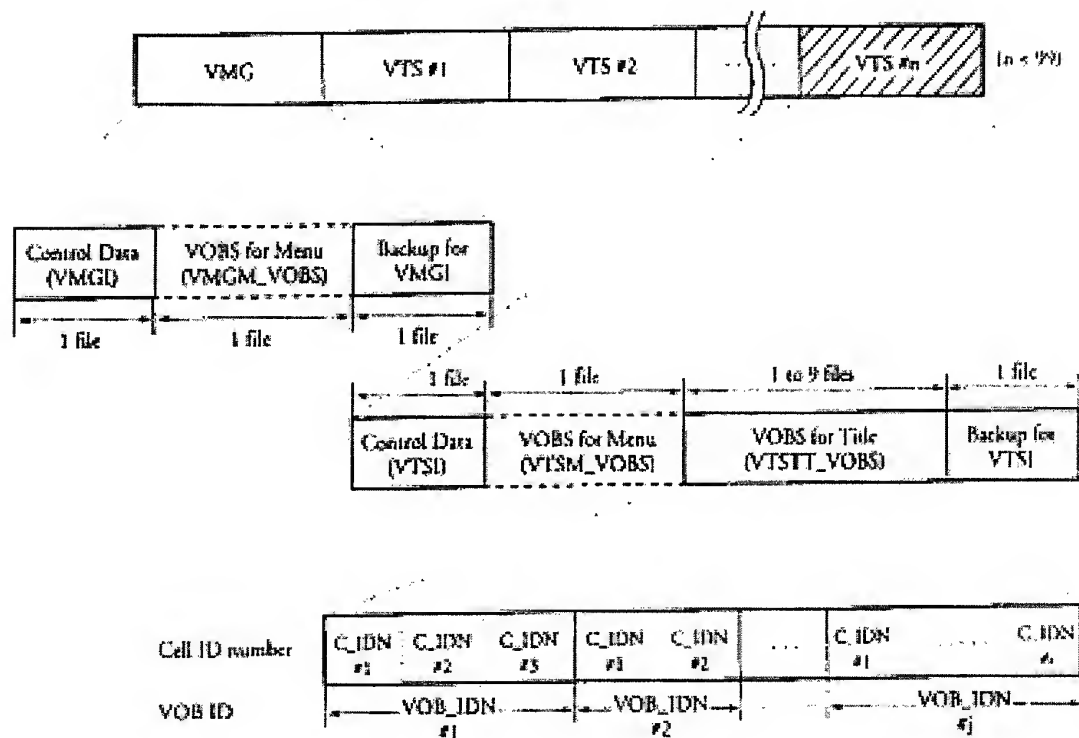 VMG VTS #1 VTS #2 .... VTS #n (n < 99)
Control Data (VMGI)
VOBS for Menu (VMGM_VOBS)
Backup for VMGI
1 file 1 file 1 file
1 file 1 file 1 to 9 files 1 file
Control Data (VTSI)
VOBS for Menu (VTSM_VOBS)
VOBS for Title (VTSTT_VOBS)
Backup for VTSI
Cell ID number C_IDN #1 C_IDN #2 C_IDN #3 C_IDN #1 C_IDN #2 ... C_IDN #1 ..... C_IDN
VOB ID VOB_IDN #1 VOB_IDN #2 ..... VOB_IDN #j